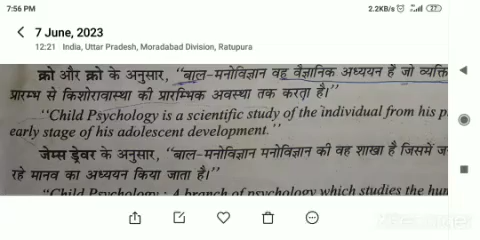 7:56 PM
2.2KB/s
27
7 June, 2023
12:21 India, Uttar Pradesh, Moradabad Division, Ratupura
क्रो और क्रो के अनुसार, “बाल-मनोविज्ञान वह वैज्ञानिक अध्ययन है जो व्यक्ति
प्रारम्भ से किशोरावस्था की प्रारम्भिक अवस्था तक करता है।”
“Child Psychology is a scientific study of the individual from his p
early stage of his adolescent development.”
जेम्स ड्रेवर के अनुसार, “बाल-मनोविज्ञान मनोविज्ञान की वह शाखा है जिसमें ज
रहे मानव का अध्ययन किया जाता है।”
“Child Psychology : A branch of psychology which studies the hum